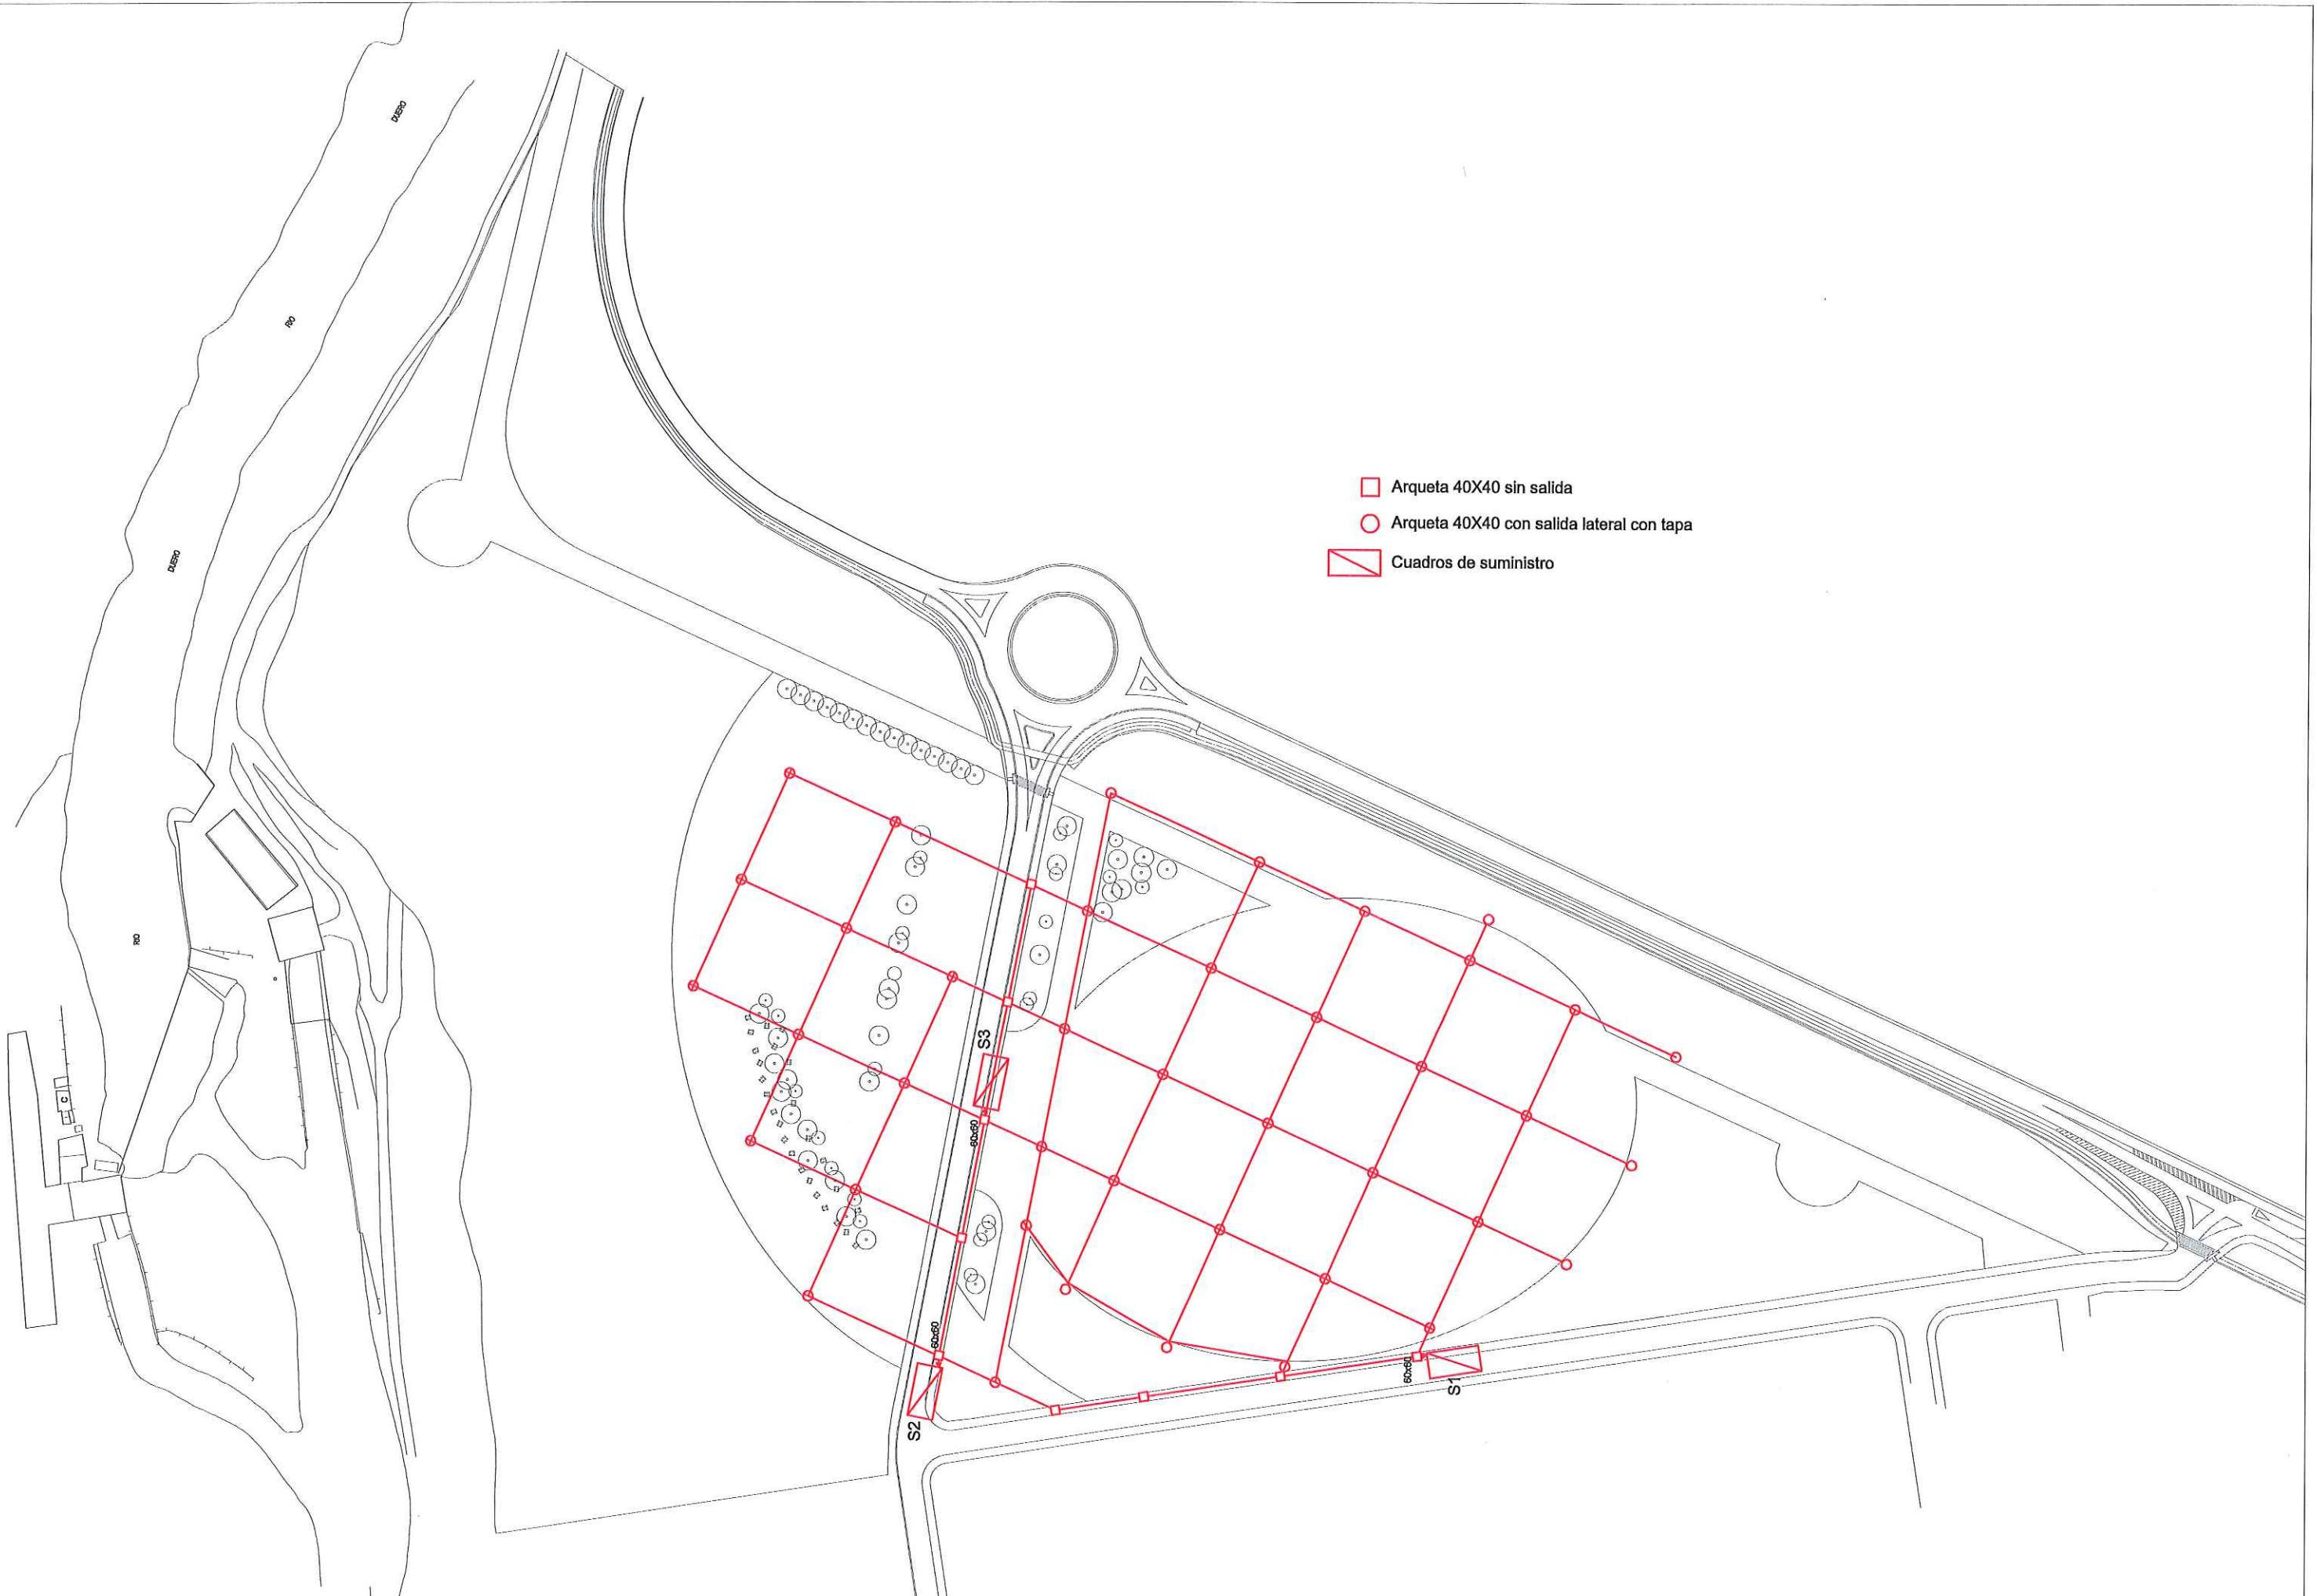 DUERO
RIO
DUERO
RIO
C
Arqueta 40X40 sin salida
Arqueta 40X40 con salida lateral con tapa
Cuadros de suministro
S3
60x60
60x60
S2
60x60
S1